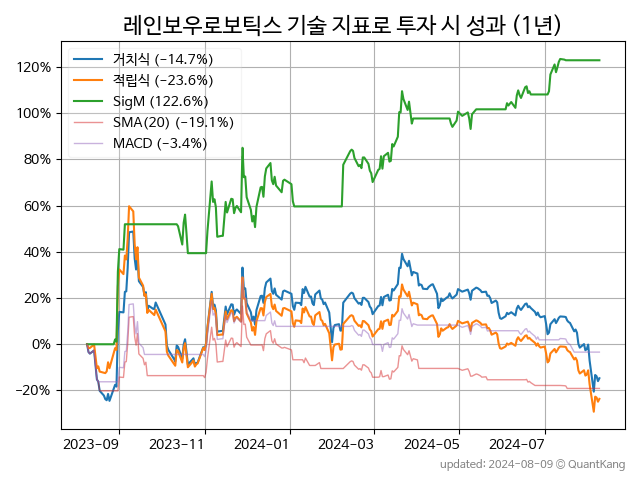 레인보우로보틱스 기술 지표로 투자 시 성과 (1년)
거치식 (−14.7%)
적립식 (−23.6%)
SigM (122.6%)
SMA(20) (−19.1%)
MACD (−3.4%)
120%
100%
80%
60%
40%
20%
0%
−20%
2023-09 2023-11 2024-01 2024-03 2024-05 2024-07
updated: 2024-08-09 © QuantKang